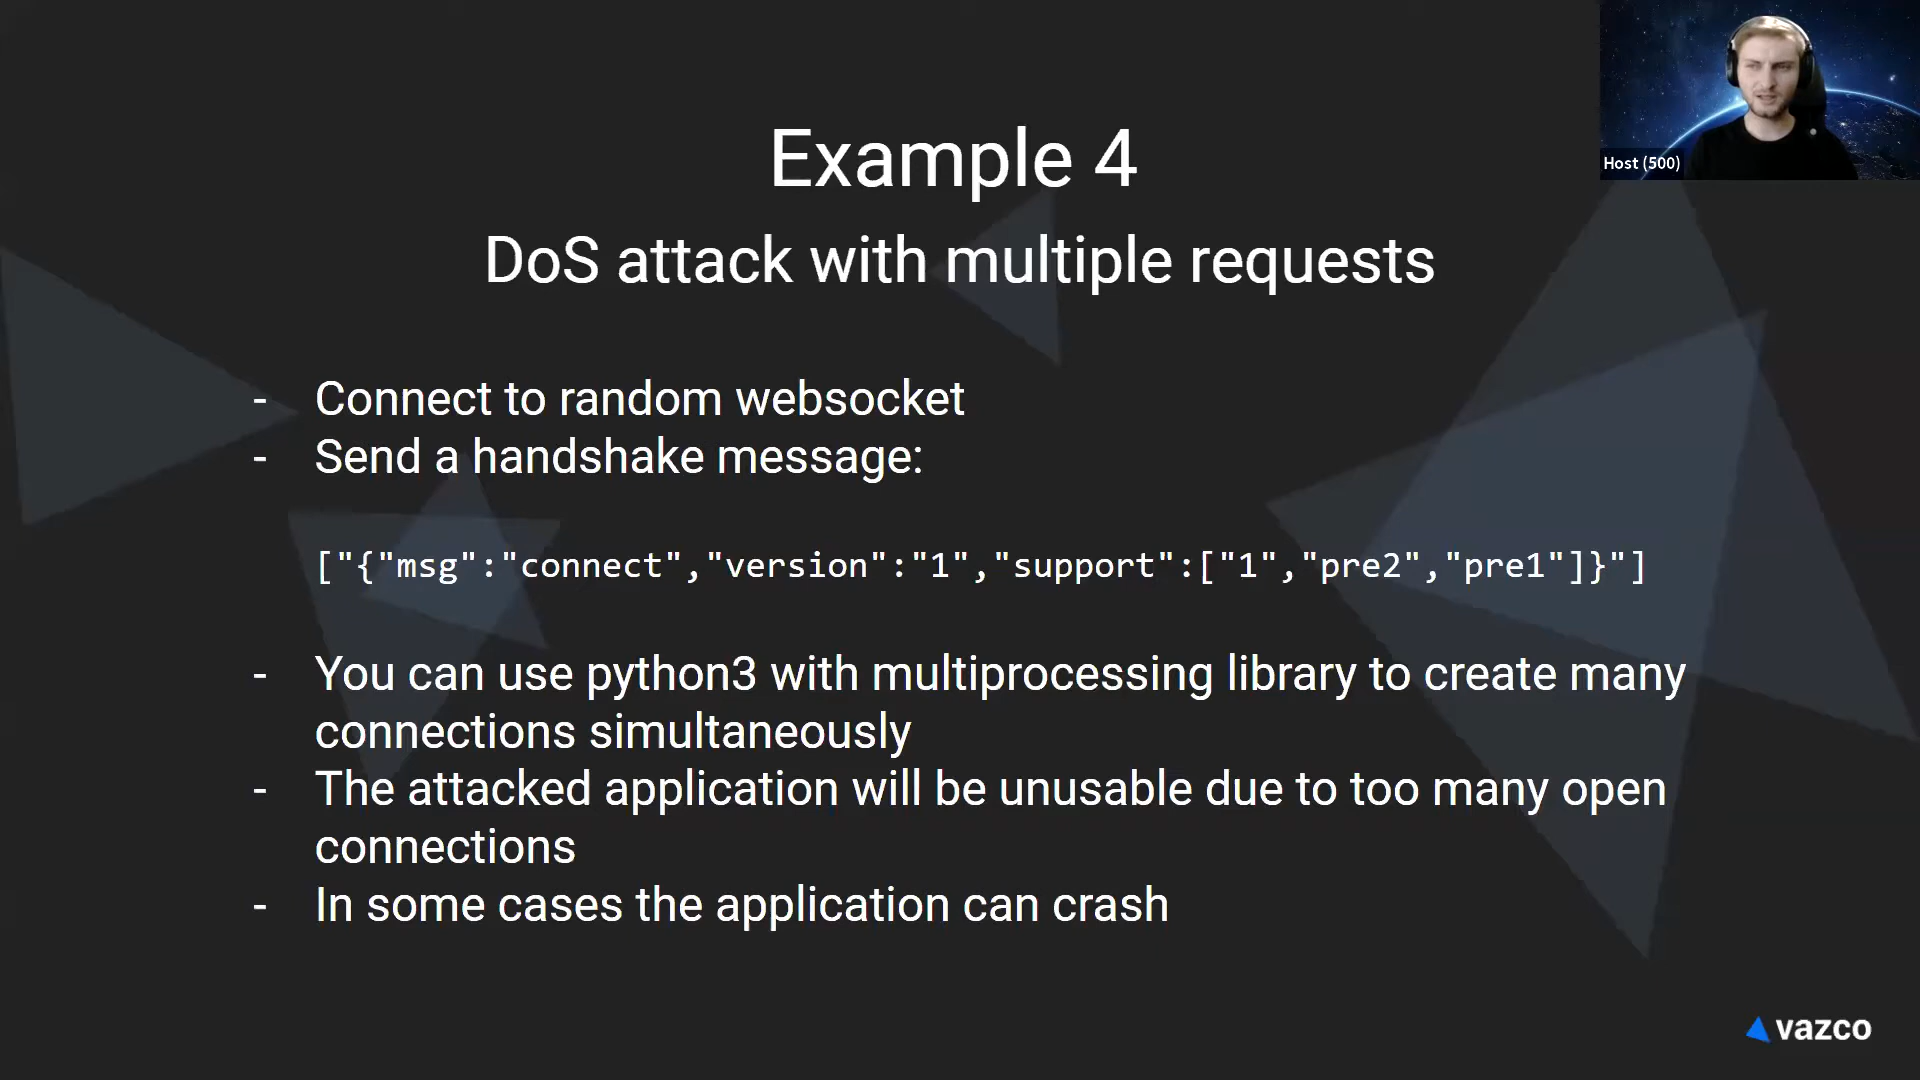 Host (500)
Example 4
DoS attack with multiple requests
- Connect to random websocket
- Send a handshake message:
["{"msg":"connect","version":"1","support":["1","pre2","pre1"]}"]
- You can use python3 with multiprocessing library to create many
connections simultaneously
- The attacked application will be unusable due to too many open
connections
- In some cases the application can crash
vazco